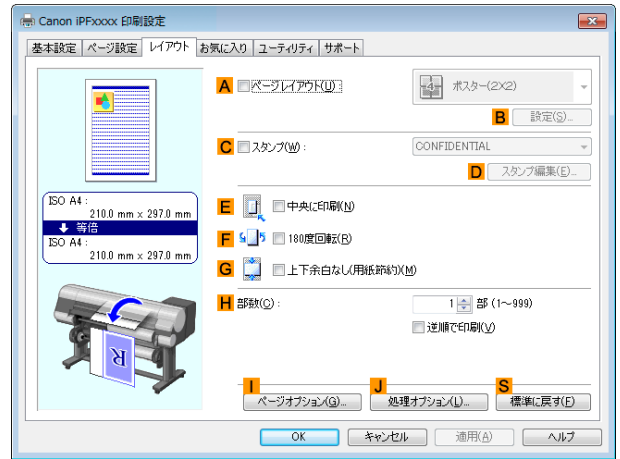 Canon iPFxxxx 印刷設定
基本設定 ページ設定 レイアウト お気に入り ユーティリティ サポート
A ページレイアウト(U) : 4 ポスター(2X2)
B 設定(S)...
C スタンプ(W) : CONFIDENTIAL
D スタンプ編集(E)...
ISO A4 :
210.0 mm x 297.0 mm
等倍
ISO A4 :
210.0 mm x 297.0 mm
E 中央に印刷(N)
F 180度回転(R)
G 上下余白なし(用紙節約)(M)
H 部数(C) : 1 部 (1~999)
逆順で印刷(V)
R
I ページオプション(G)...
J 処理オプション(L)...
S 標準に戻す(F)
OK キャンセル 適用(A) ヘルプ